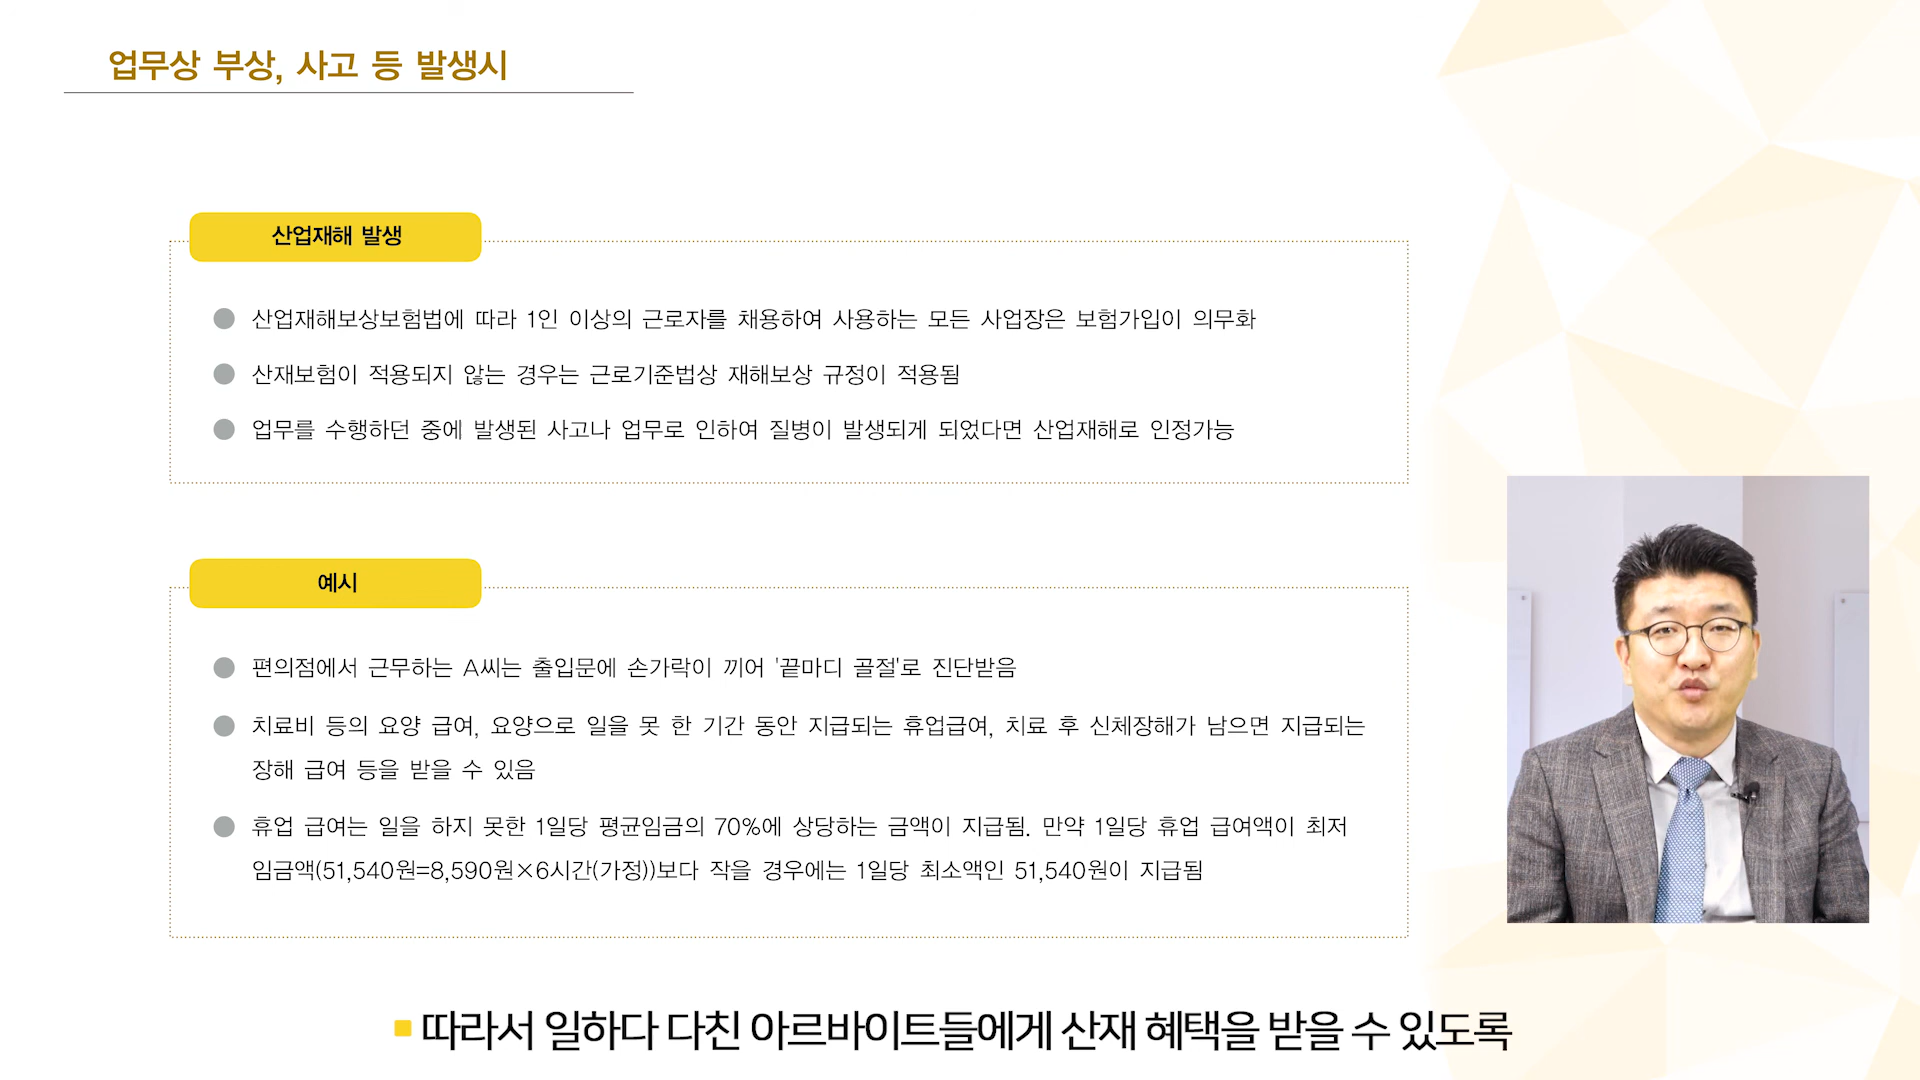 업무상 부상, 사고 등 발생시
산업재해 발생
산업재해보상보험법에 따라 1인 이상의 근로자를 채용하여 사용하는 모든 사업장은 보험가입이 의무화
산재보험이 적용되지 않는 경우는 근로기준법상 재해보상 규정이 적용됨
업무를 수행하던 중에 발생된 사고나 업무로 인하여 질병이 발생되게 되었다면 산업재해로 인정가능
예시
편의점에서 근무하는 A씨는 출입문에 손가락이 끼어 '끝마디 골절'로 진단받음
치료비 등의 요양 급여, 요양으로 일을 못 한 기간 동안 지급되는 휴업급여, 치료 후 신체장해가 남으면 지급되는
장해 급여 등을 받을 수 있음
휴업 급여는 일을 하지 못한 1일당 평균임금의 70%에 상당하는 금액이 지급됨. 만약 1일당 휴업 급여액이 최저
임금액(51,540원=8,590원×6시간(가정))보다 작을 경우에는 1일당 최소액인 51,540원이 지급됨
따라서 일하다 다친 아르바이트들에게 산재 혜택을 받을 수 있도록